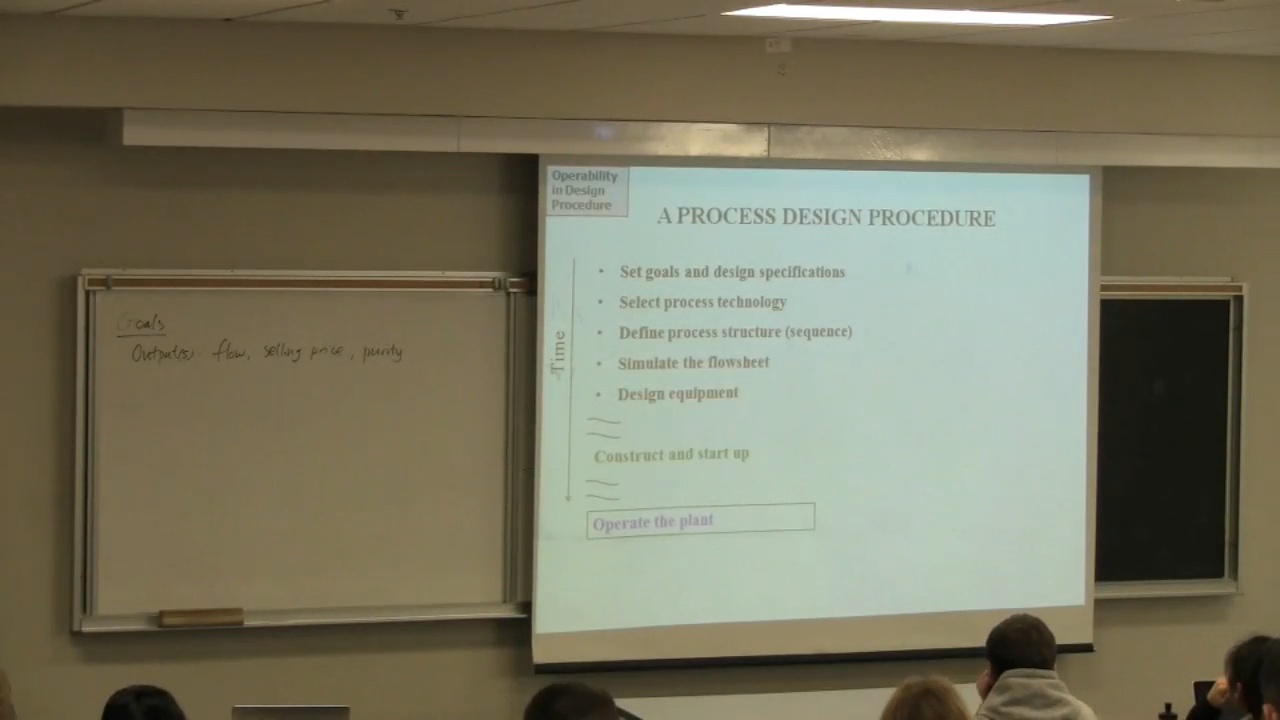 Goals
Output(s): flow, selling price, purity
Operability
in Design
Procedure
A PROCESS DESIGN PROCEDURE
Time
• Set goals and design specifications
• Select process technology
• Define process structure (sequence)
• Simulate the flowsheet
• Design equipment
Construct and start up
Operate the plant